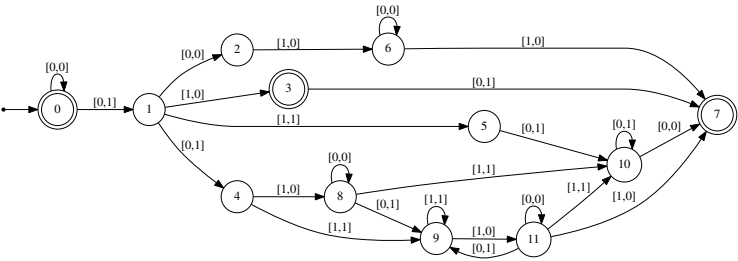 [0,0]
[0,0] [0,0] 2 [1,0] 6 [1,0]
0 [0,1] 1 [1,0] 3 [0,1] 7
[1,1] 5 [0,1] [0,1] [0,0]
[0,1] [0,0] 10
4 [1,0] 8 [1,1] [1,1] [1,0]
[0,1] [1,1] [0,0]
[1,1] 9 [1,0] 11
[0,1]